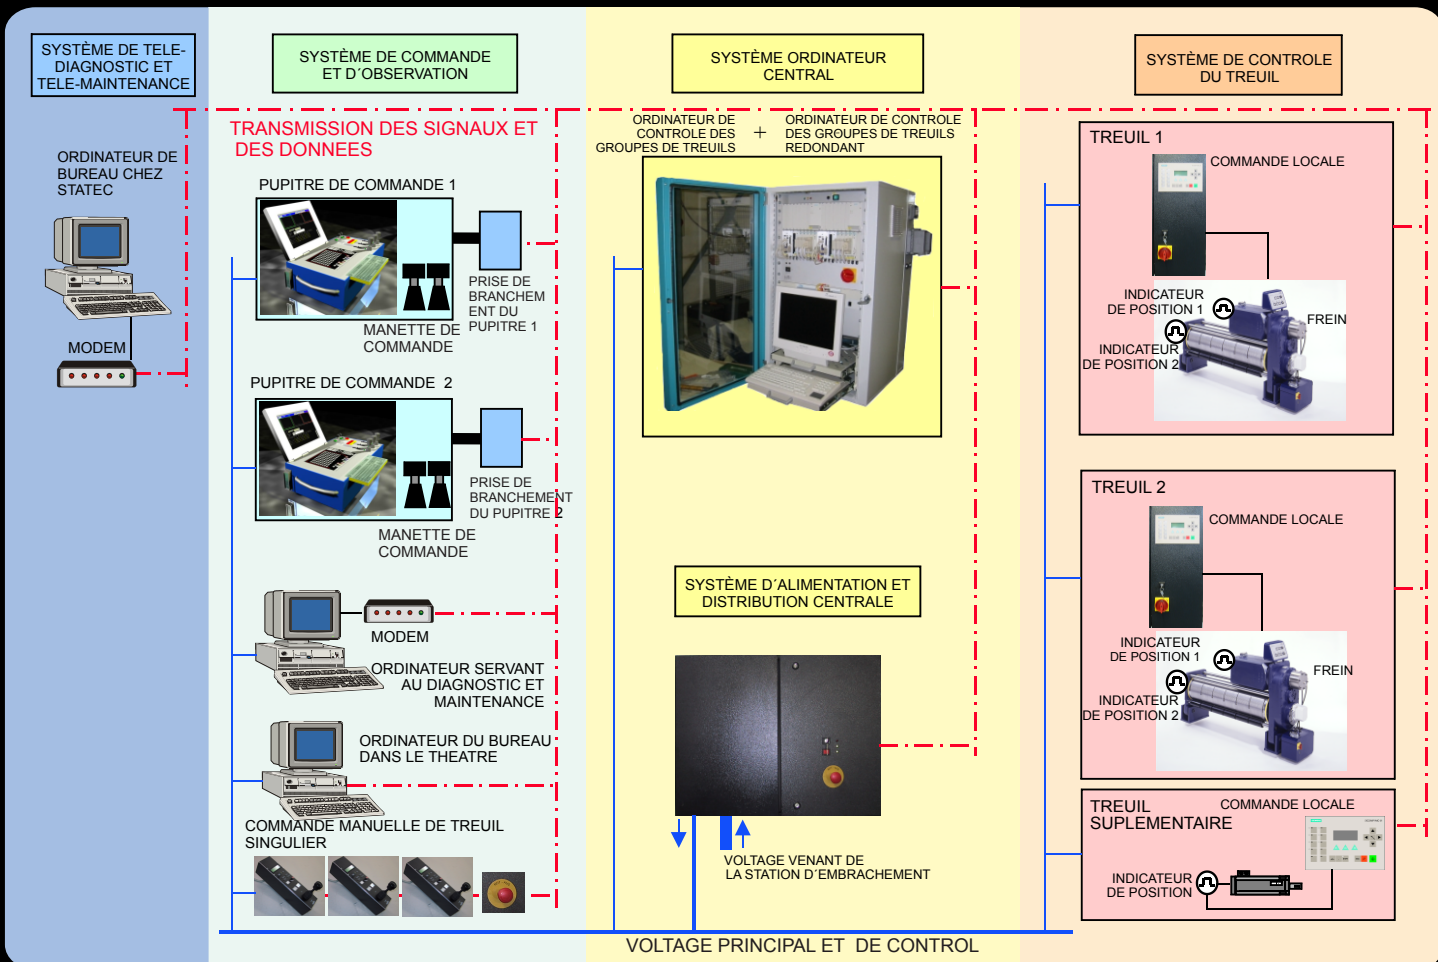 SYSTÈME DE TELE-
DIAGNOSTIC ET
TELE-MAINTENANCE
ORDINATEUR DE
BUREAU CHEZ
STATEC
MODEM
SYSTÈME DE COMMANDE
ET D´OBSERVATION
TRANSMISSION DES SIGNAUX ET
DES DONNEES
PUPITRE DE COMMANDE 1
PRISE DE
BRANCHEM
ENT DU
PUPITRE 1
MANETTE DE
COMMANDE
PUPITRE DE COMMANDE 2
PRISE DE
BRANCHEMENT
DU PUPITRE 2
MANETTE DE
COMMANDE
MODEM
ORDINATEUR SERVANT
AU DIAGNOSTIC ET
MAINTENANCE
ORDINATEUR DU BUREAU
DANS LE THEATRE
COMMANDE MANUELLE DE TREUIL
SINGULIER
SYSTÈME ORDINATEUR
CENTRAL
ORDINATEUR DE
CONTROLE DES
GROUPES DE TREUILS
+
ORDINATEUR DE CONTROLE
DES GROUPES DE TREUILS
REDONDANT
SYSTÈME D´ALIMENTATION ET
DISTRIBUTION CENTRALE
VOLTAGE VENANT DE
LA STATION D´EMBRACHEMENT
VOLTAGE PRINCIPAL ET DE CONTROL
SYSTÈME DE CONTROLE
DU TREUIL
TREUIL 1
COMMANDE LOCALE
INDICATEUR
DE POSITION 1
FREIN
INDICATEUR
DE POSITION 2
TREUIL 2
COMMANDE LOCALE
INDICATEUR
DE POSITION 1
FREIN
INDICATEUR
DE POSITION 2
TREUIL
SUPLEMENTAIRE
COMMANDE LOCALE
INDICATEUR
DE POSITION